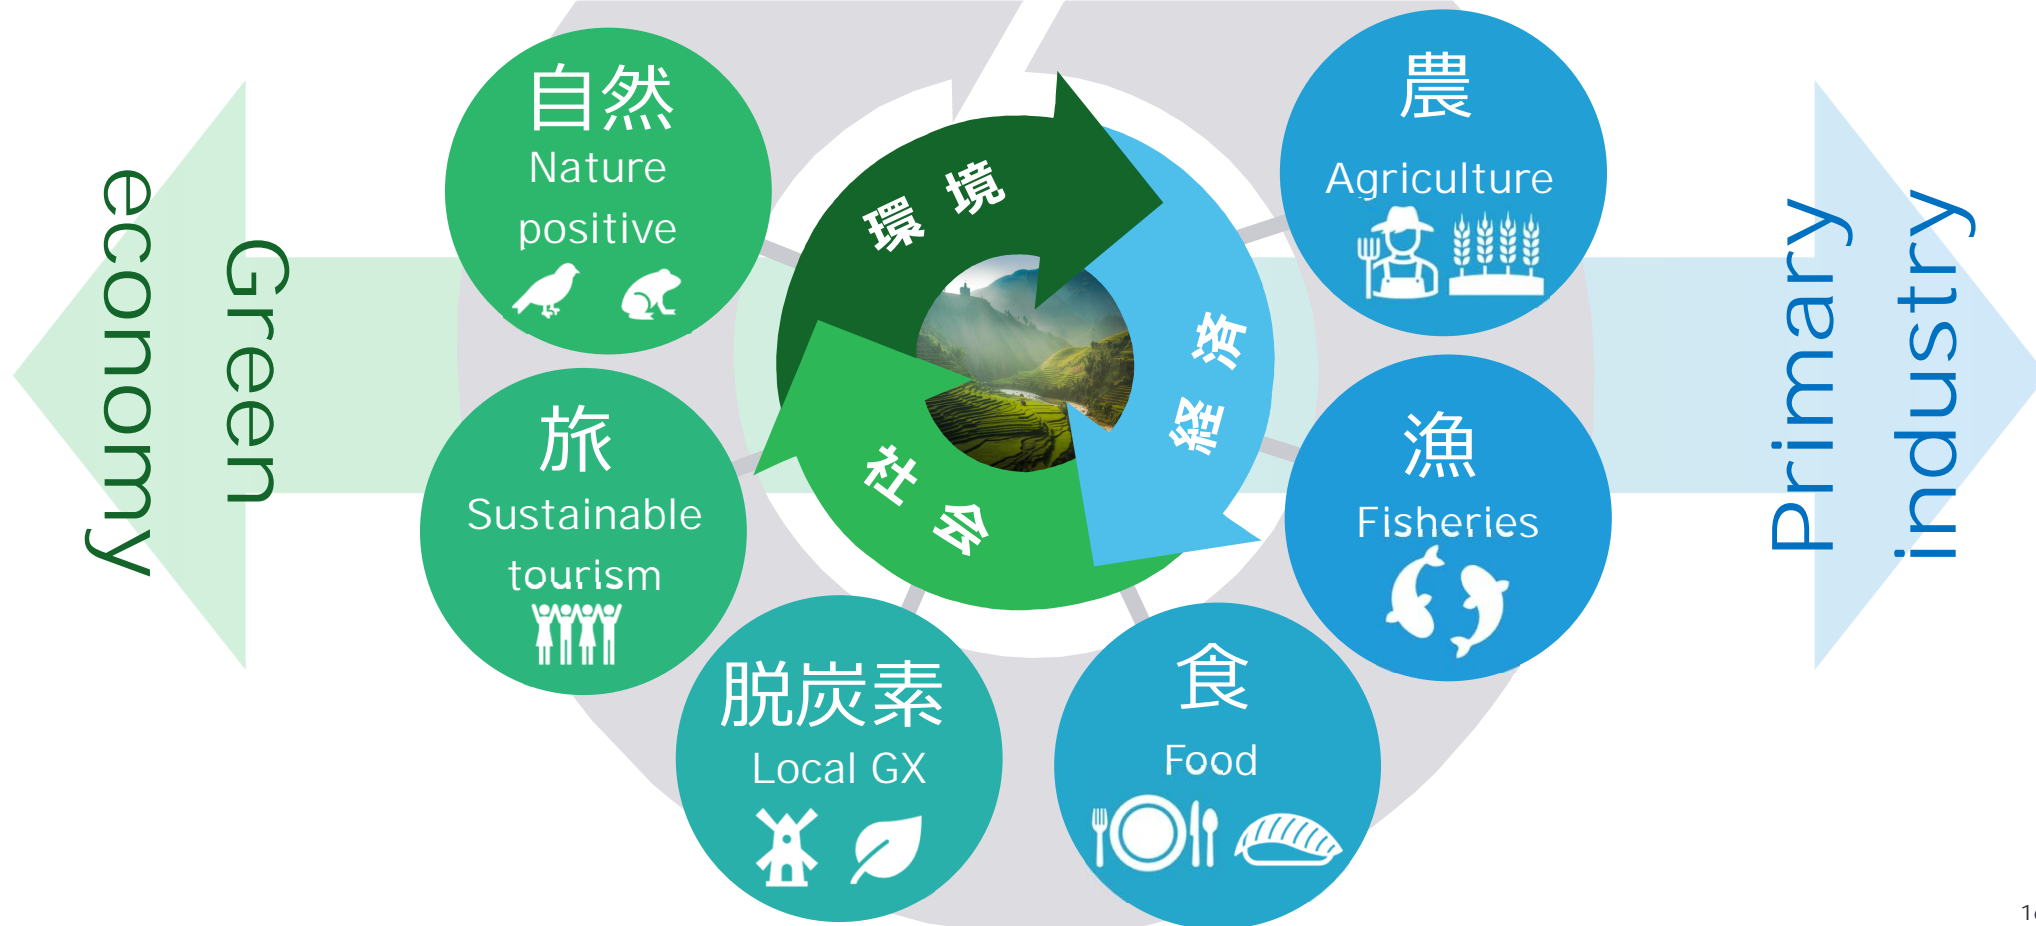 Green
economy
自然
Nature
positive
旅
Sustainable
tourism
脱炭素
Local GX
環境
経済
社会
農
Agriculture
漁
Fisheries
食
Food
Primary
industry